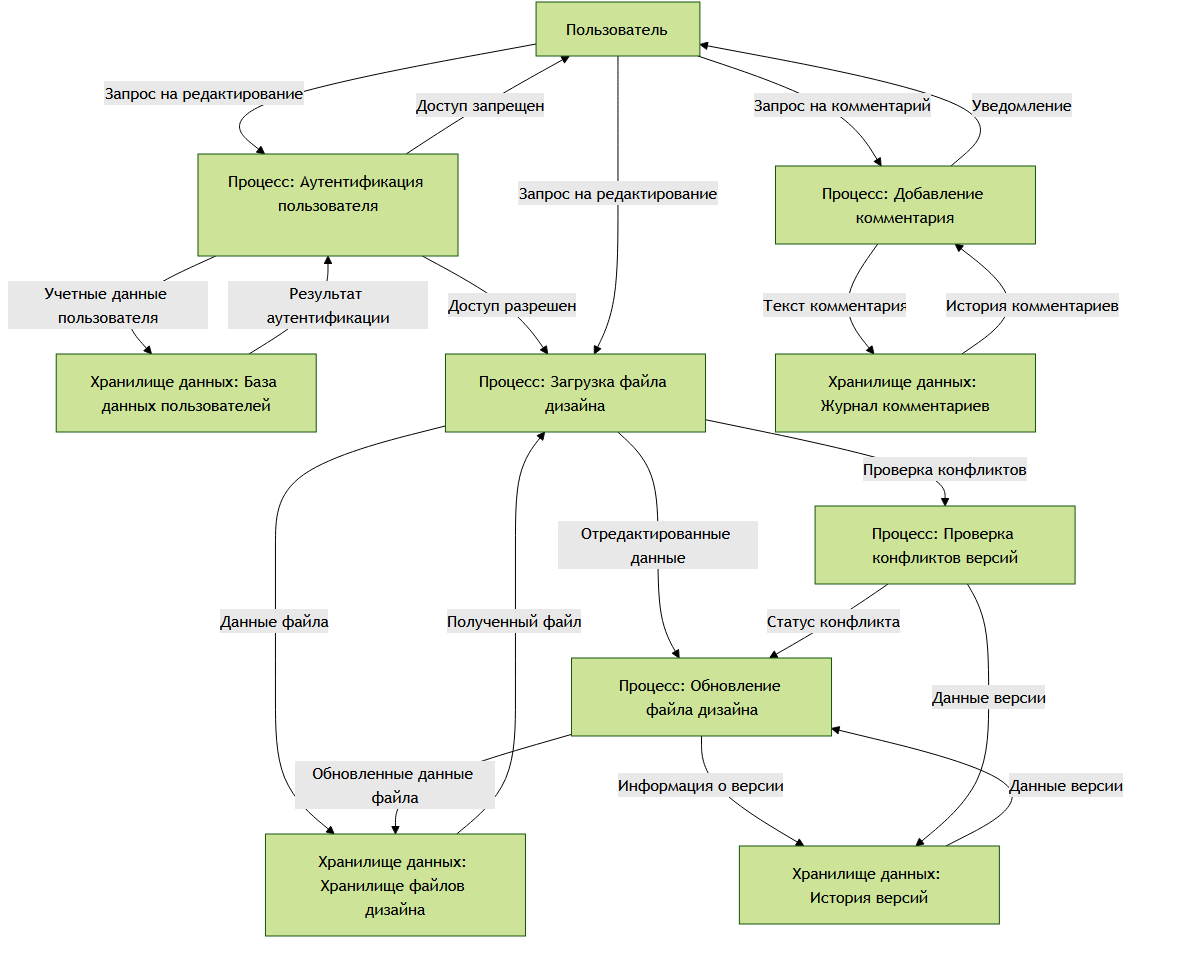 Пользователь
Запрос на редактирование
Доступ запрещен
Запрос на комментарий
Уведомление
Процесс: Аутентификация
пользователя
Запрос на редактирование
Процесс: Добавление
комментария
Учетные данные
пользователя
Результат
аутентификации
Доступ разрешен
Текст комментария
История комментариев
Хранилище данных: База
данных пользователей
Процесс: Загрузка файла
дизайна
Хранилище данных:
Журнал комментариев
Проверка конфликтов
Отредактированные
данные
Процесс: Проверка
конфликтов версий
Данные файла
Полученный файл
Статус конфликта
Процесс: Обновление
файла дизайна
Данные версии
Обновленные данные
файла
Информация о версии
Данные версии
Хранилище данных:
Хранилище файлов
дизайна
Хранилище данных:
История версий